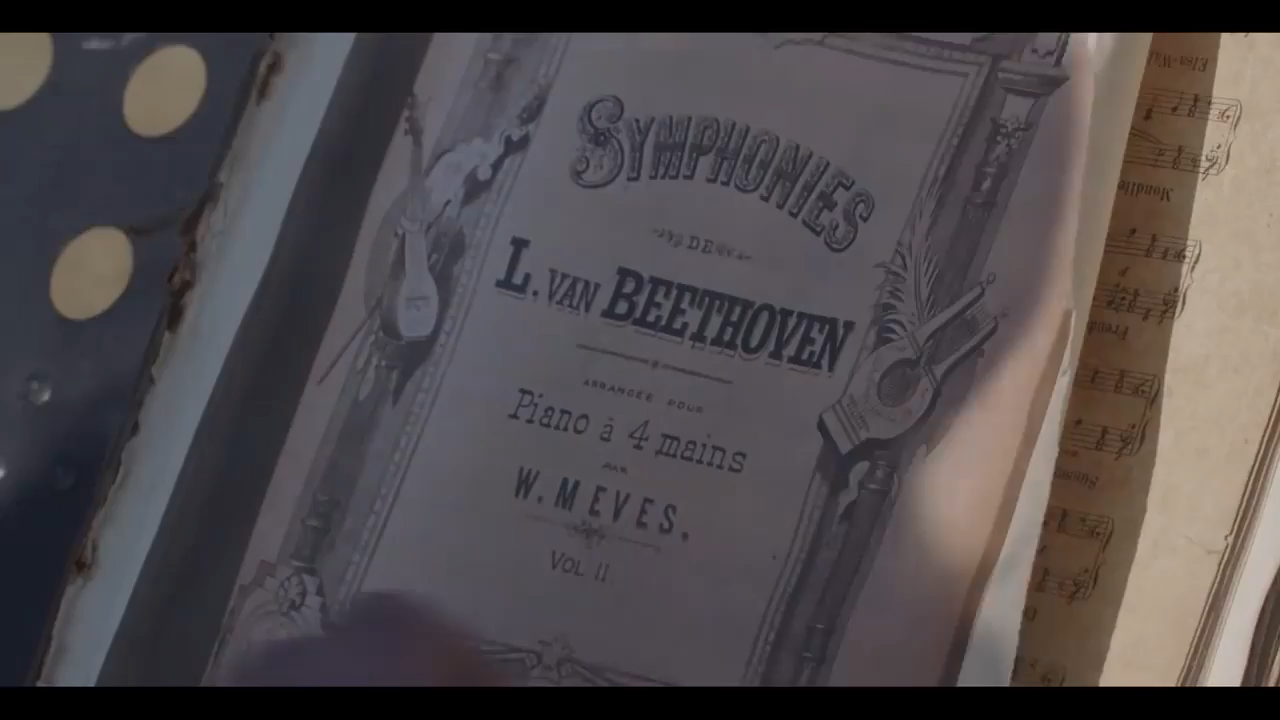 SYMPHONIES
DE
L. VAN BEETHOVEN
ARRANGÉE POUR
Piano à 4 mains
PAR
W. MEVES,
VOL II